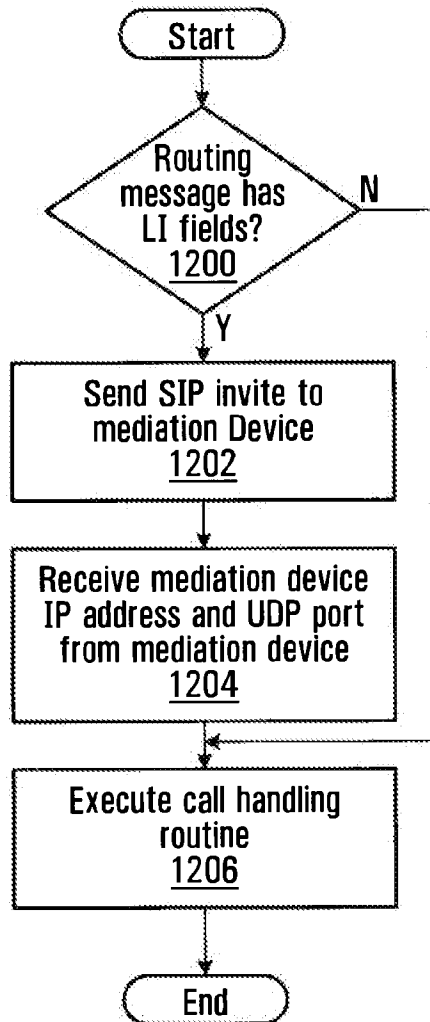 Start
Routing
message has
LI fields?
1200
N
Y
Send SIP invite to
mediation Device
1202
Receive mediation device
IP address and UDP port
from mediation device
1204
Execute call handling
routine
1206
End